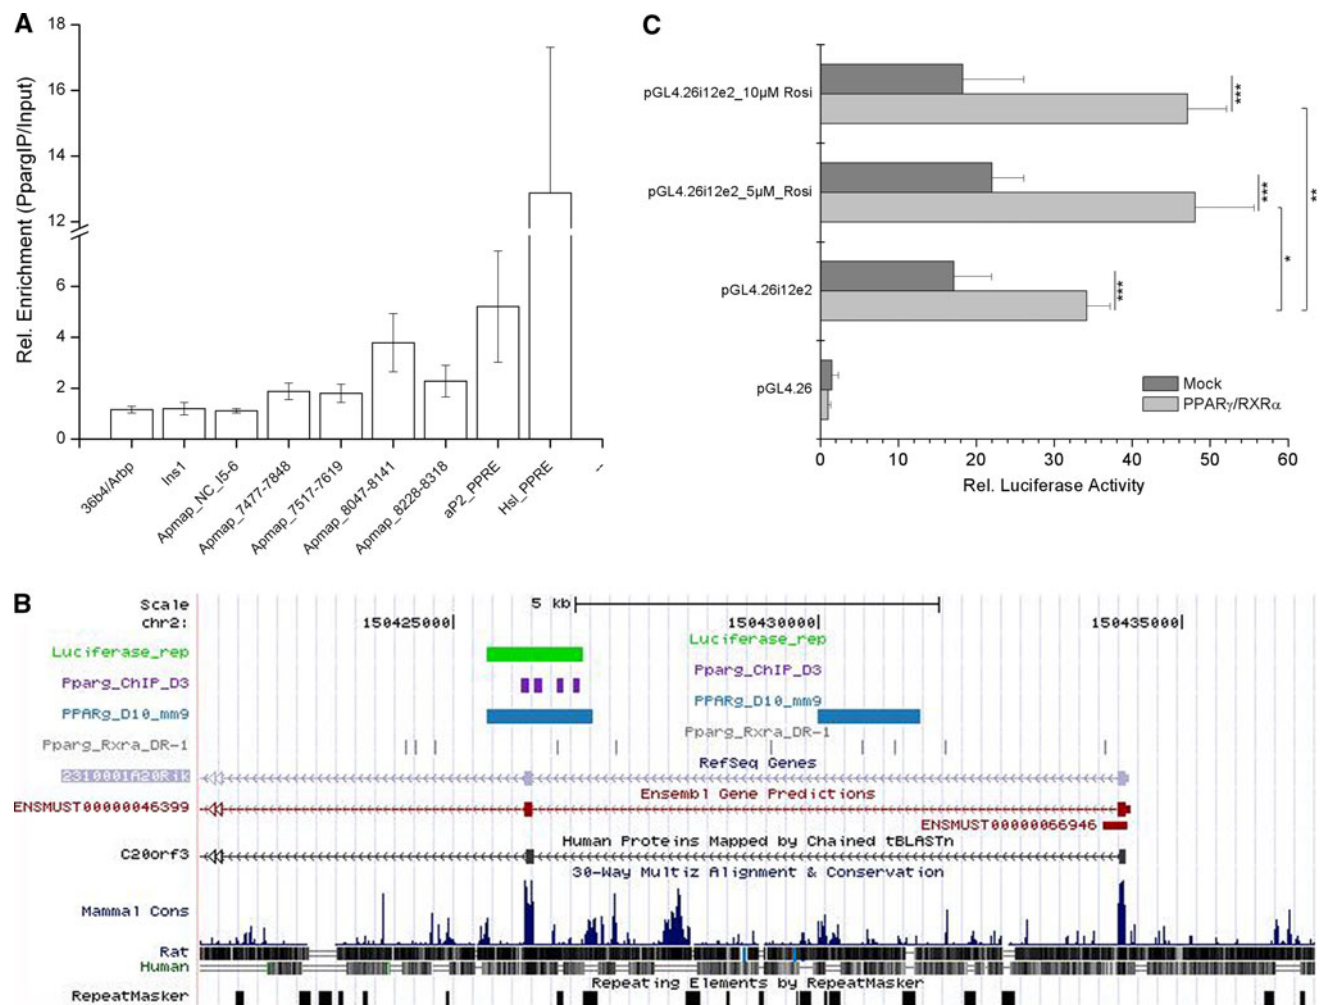 A
Rel. Enrichment (PpargIP/Input)
18
16
14
12
6
4
2
0
36b4/Arbp
Ins1
Apmap_NC_I5-6
Apmap_7477-7848
Apmap_7517-7619
Apmap_8047-8141
Apmap_8228-8318
aP2_PPRE
Hsl_PPRE
--
C
pGL4.26i12e2_10µM Rosi
pGL4.26i12e2_5µM_Rosi
pGL4.26i12e2
pGL4.26
***
***
***
*
**
Mock
PPARγ/RXRα
0 10 20 30 40 50 60
Rel. Luciferase Activity
B
Scale 5 kb
chr2: 150425000 150430000 150435000
Luciferase_rep
Luciferase_rep
Pparg_ChIP_D3
Pparg_ChIP_D3
PPARg_D10_mm9
PPARg_D10_mm9
Pparg_Rxra_DR-1
Pparg_Rxra_DR-1
RefSeq Genes
2310001A20Rik
Ensembl Gene Predictions
ENSMUST00000046399
ENSMUST00000066946
Human Proteins Mapped by Chained tBLASTn
C20orf3
30-Way Multiz Alignment & Conservation
Mammal Cons
Rat
Human
Repeating Elements by RepeatMasker
RepeatMasker